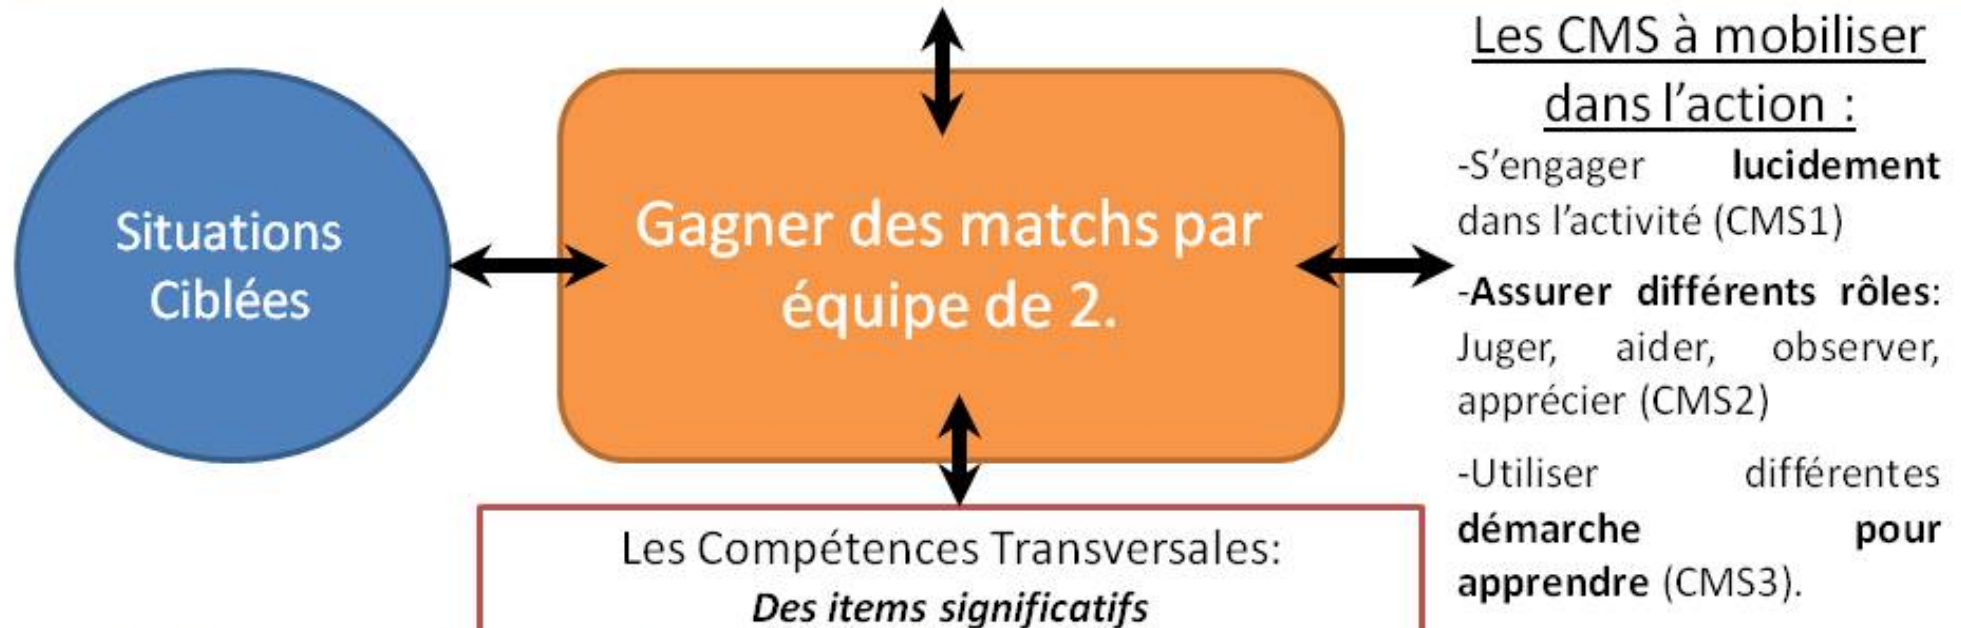 Situations
Ciblées
Gagner des matchs par
équipe de 2.
Les CMS à mobiliser
dans l'action :
-S'engager lucidement
dans l'activité (CMS1)
-Assurer différents rôles:
Juger, aider, observer,
apprécier (CMS2)
-Utiliser différentes
démarche pour
apprendre (CMS3).
Les Compétences Transversales:
Des items significatifs